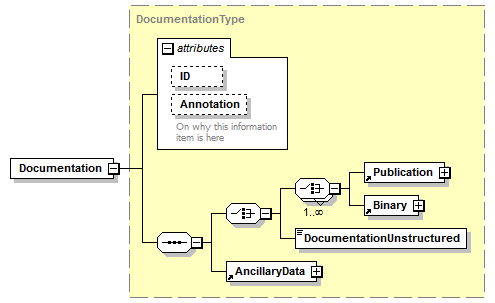 DocumentationType
attributes
ID
Annotation
On why this information
item is here
Documentation
Publication
1..∞
Binary
DocumentationUnstructured
AncillaryData